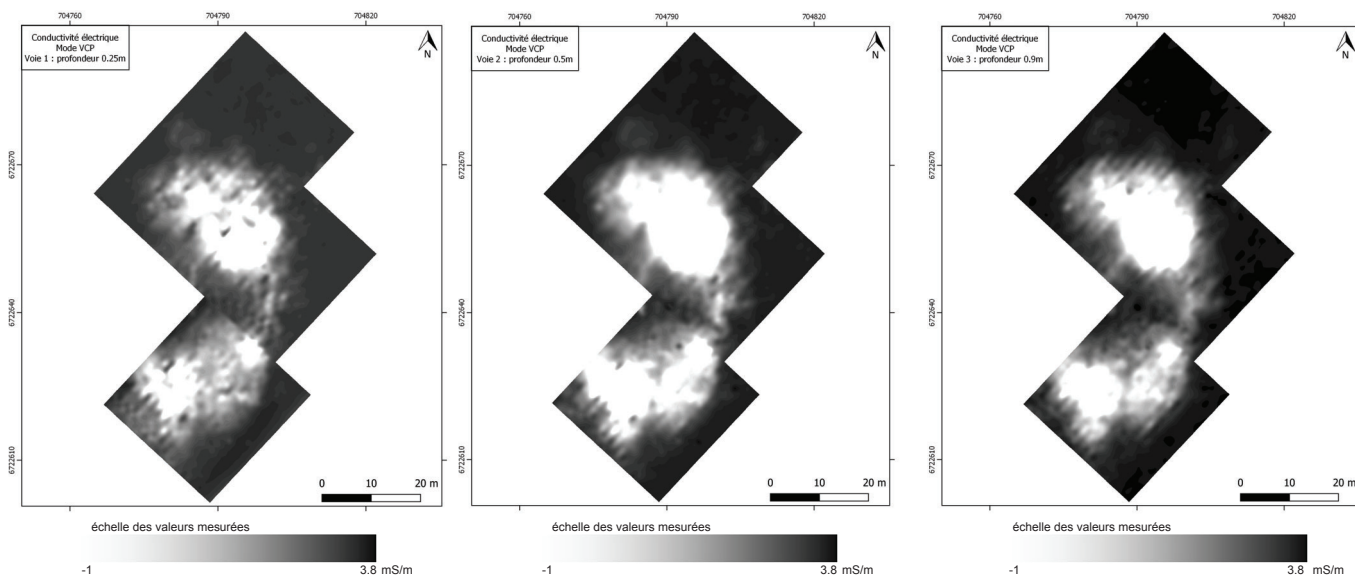 704760 704790 704820
Conductivité électrique
Mode VCP
Voie 1 : profondeur 0.25m
N
6722670
6722640
6722610
0 10 20 m
échelle des valeurs mesurées
-1 3.8 mS/m
704760 704790 704820
Conductivité électrique
Mode VCP
Voie 2 : profondeur 0.5m
N
6722670
6722640
6722610
0 10 20 m
échelle des valeurs mesurées
-1 3.8 mS/m
704760 704790 704820
Conductivité électrique
Mode VCP
Voie 3 : profondeur 0.9m
N
6722670
6722640
6722610
0 10 20 m
échelle des valeurs mesurées
-1 3.8 mS/m